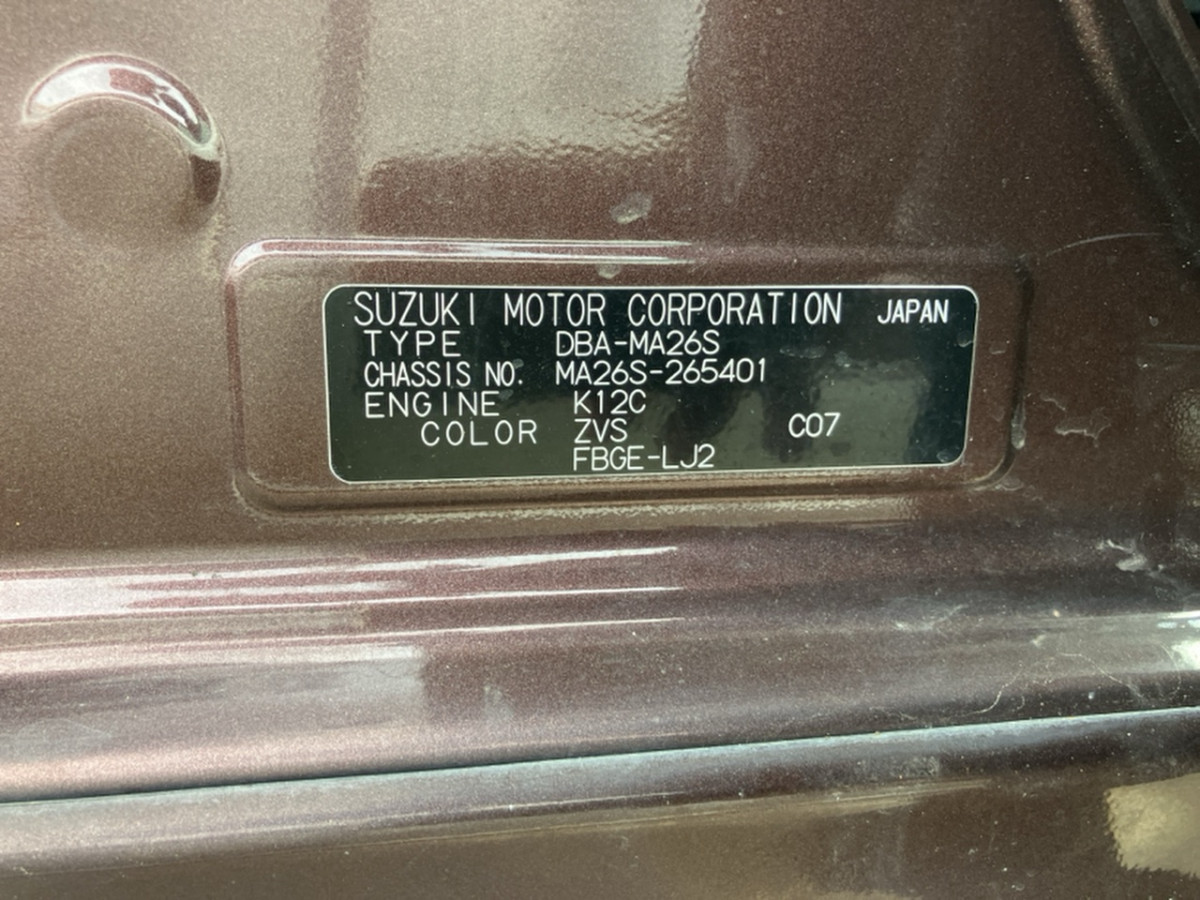 SUZUKI MOTOR CORPORATION JAPAN
TYPE DBA-MA26S
CHASSIS NO. MA26S-265401
ENGINE K12C
COLOR ZVS C07
FBGE-LJ2